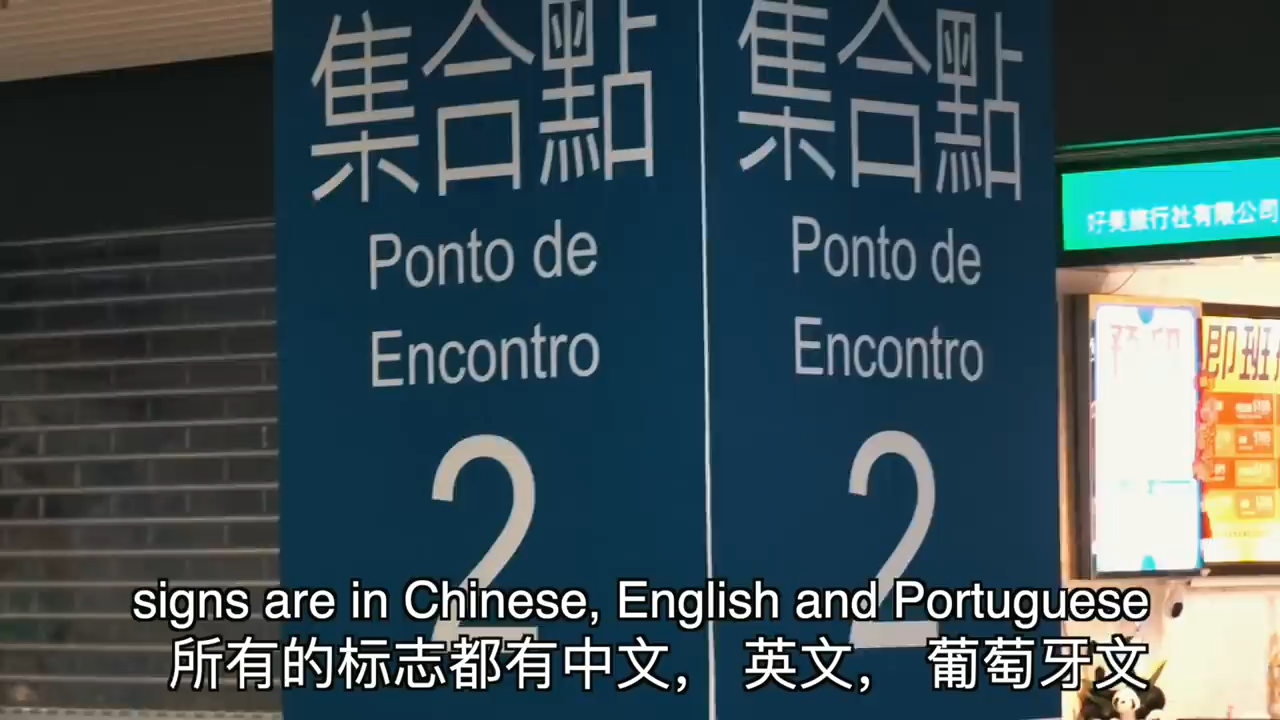 集合點
Ponto de
Encontro
2
集合點
Ponto de
Encontro
2
好美旅行社有限公司
即班
signs are in Chinese, English and Portuguese
所有的标志都有中文， 英文， 葡萄牙文